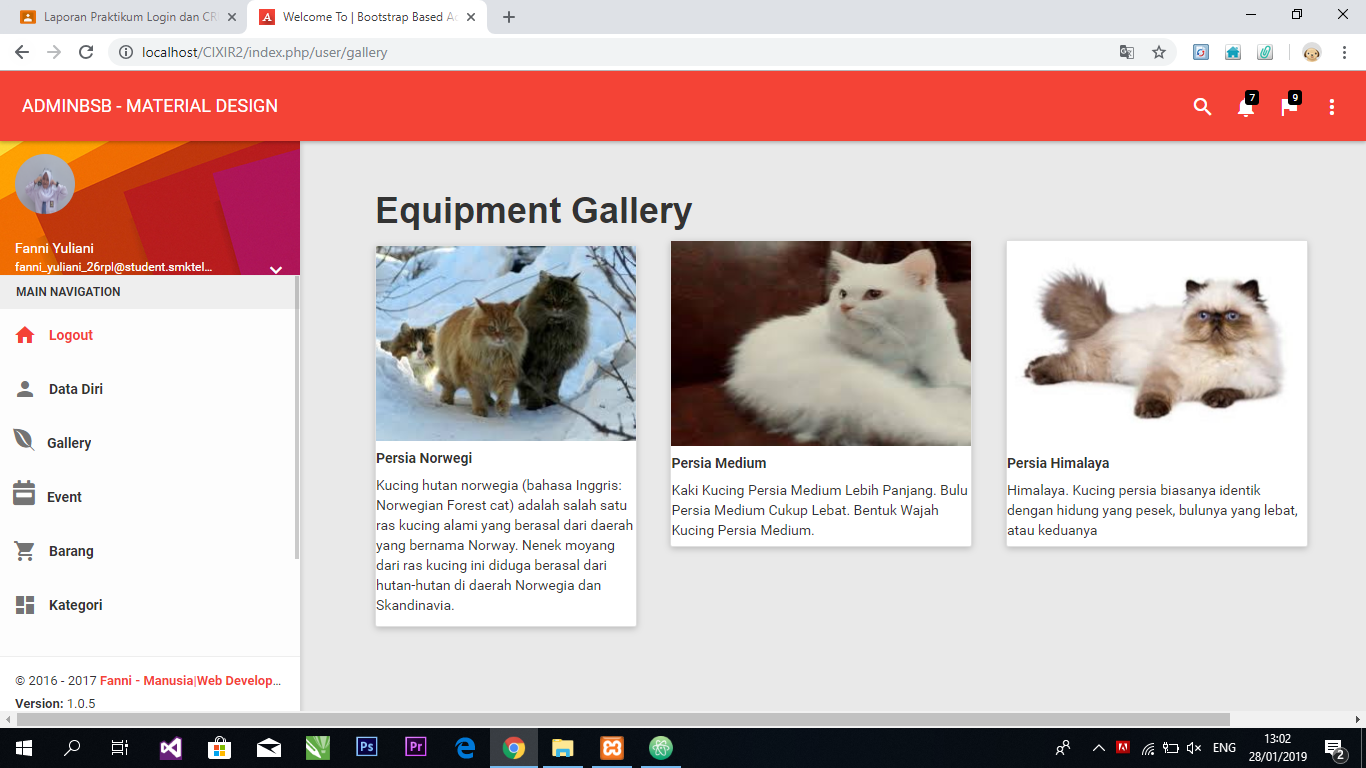 Laporan Praktikum Login dan CR
Welcome To | Bootstrap Based Ad
localhost/CIXIR2/index.php/user/gallery
ADMINBSB - MATERIAL DESIGN
7
9
Fanni Yuliani
fanni_yuliani_26rpl@student.smktel...
MAIN NAVIGATION
Logout
Data Diri
Gallery
Event
Barang
Kategori
© 2016 - 2017 Fanni - Manusia|Web Develop...
Version: 1.0.5
Equipment Gallery
Persia Norwegi
Kucing hutan norwegia (bahasa Inggris:
Norwegian Forest cat) adalah salah satu
ras kucing alami yang berasal dari daerah
yang bernama Norway. Nenek moyang
dari ras kucing ini diduga berasal dari
hutan-hutan di daerah Norwegia dan
Skandinavia.
Persia Medium
Kaki Kucing Persia Medium Lebih Panjang. Bulu
Persia Medium Cukup Lebat. Bentuk Wajah
Kucing Persia Medium.
Persia Himalaya
Himalaya. Kucing persia biasanya identik
dengan hidung yang pesek, bulunya yang lebat,
atau keduanya
Ps
Pr
ENG
13:02
28/01/2019
2